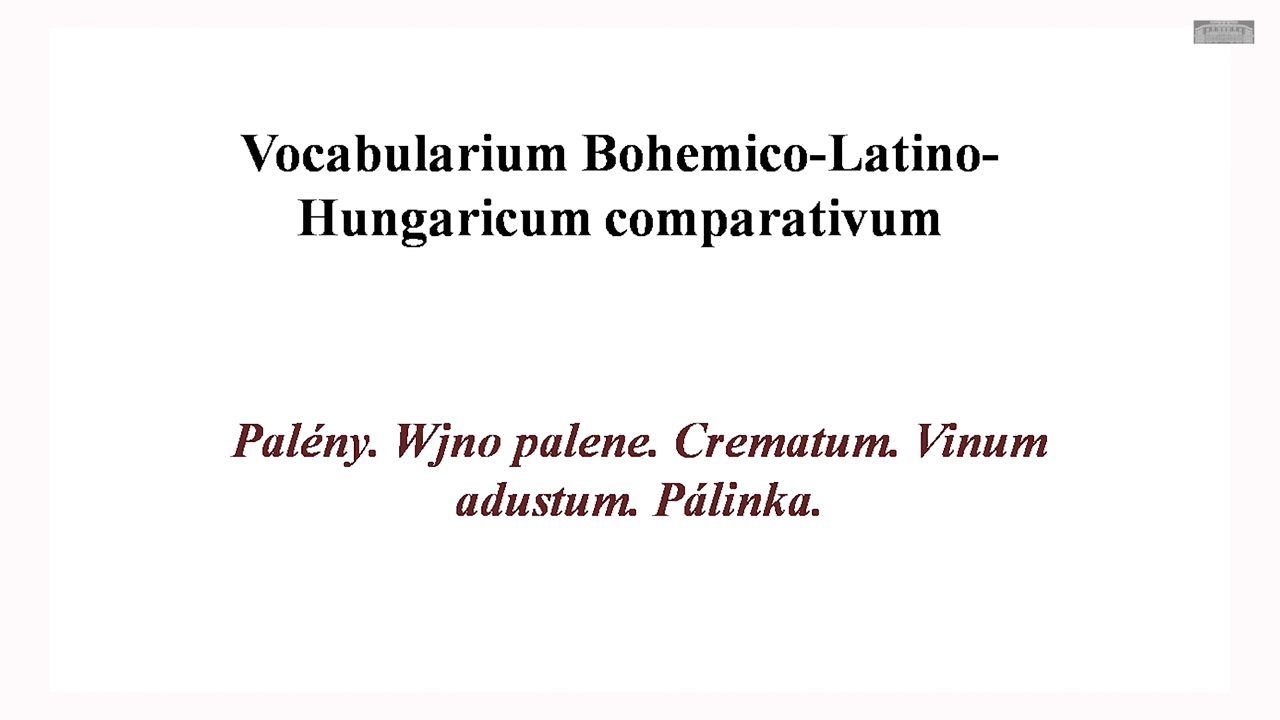 Vocabularium Bohemico-Latino-
Hungaricum comparativum
Palény. Wjno palene. Crematum. Vinum
adustum. Pálinka.